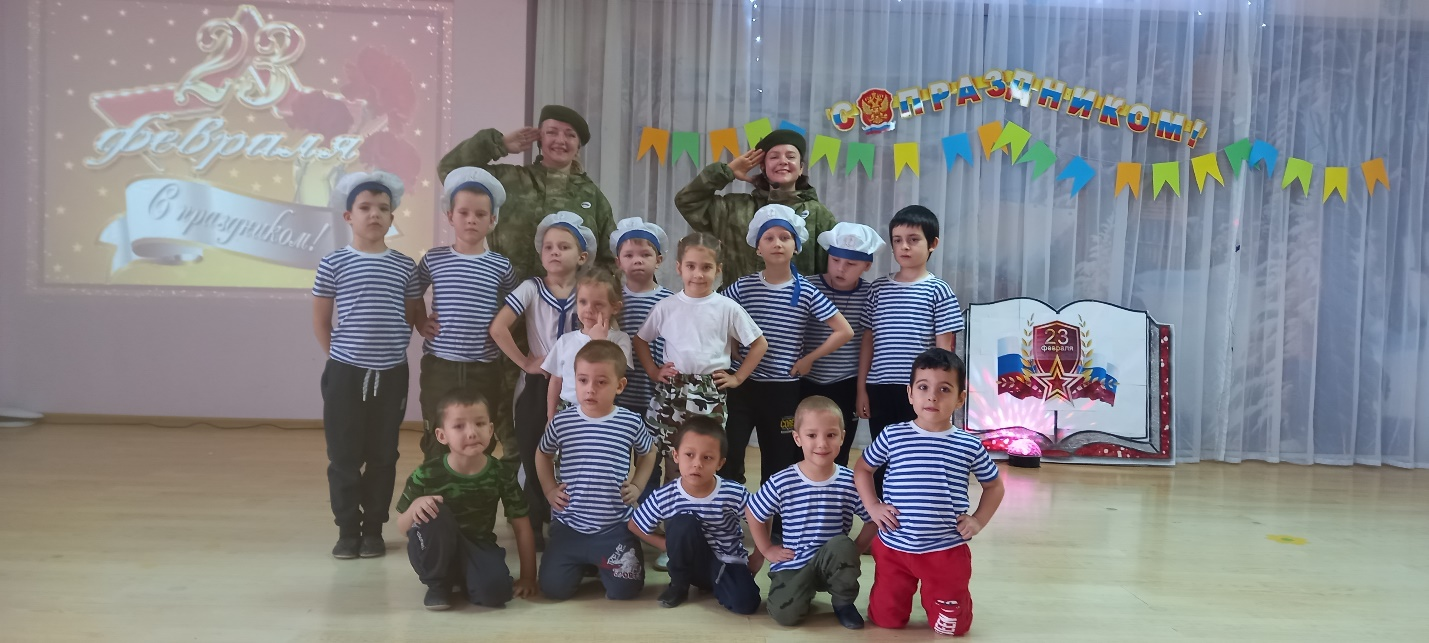 23
февраля
С праздником!
С ПРАЗДНИКОМ!
23
февраля